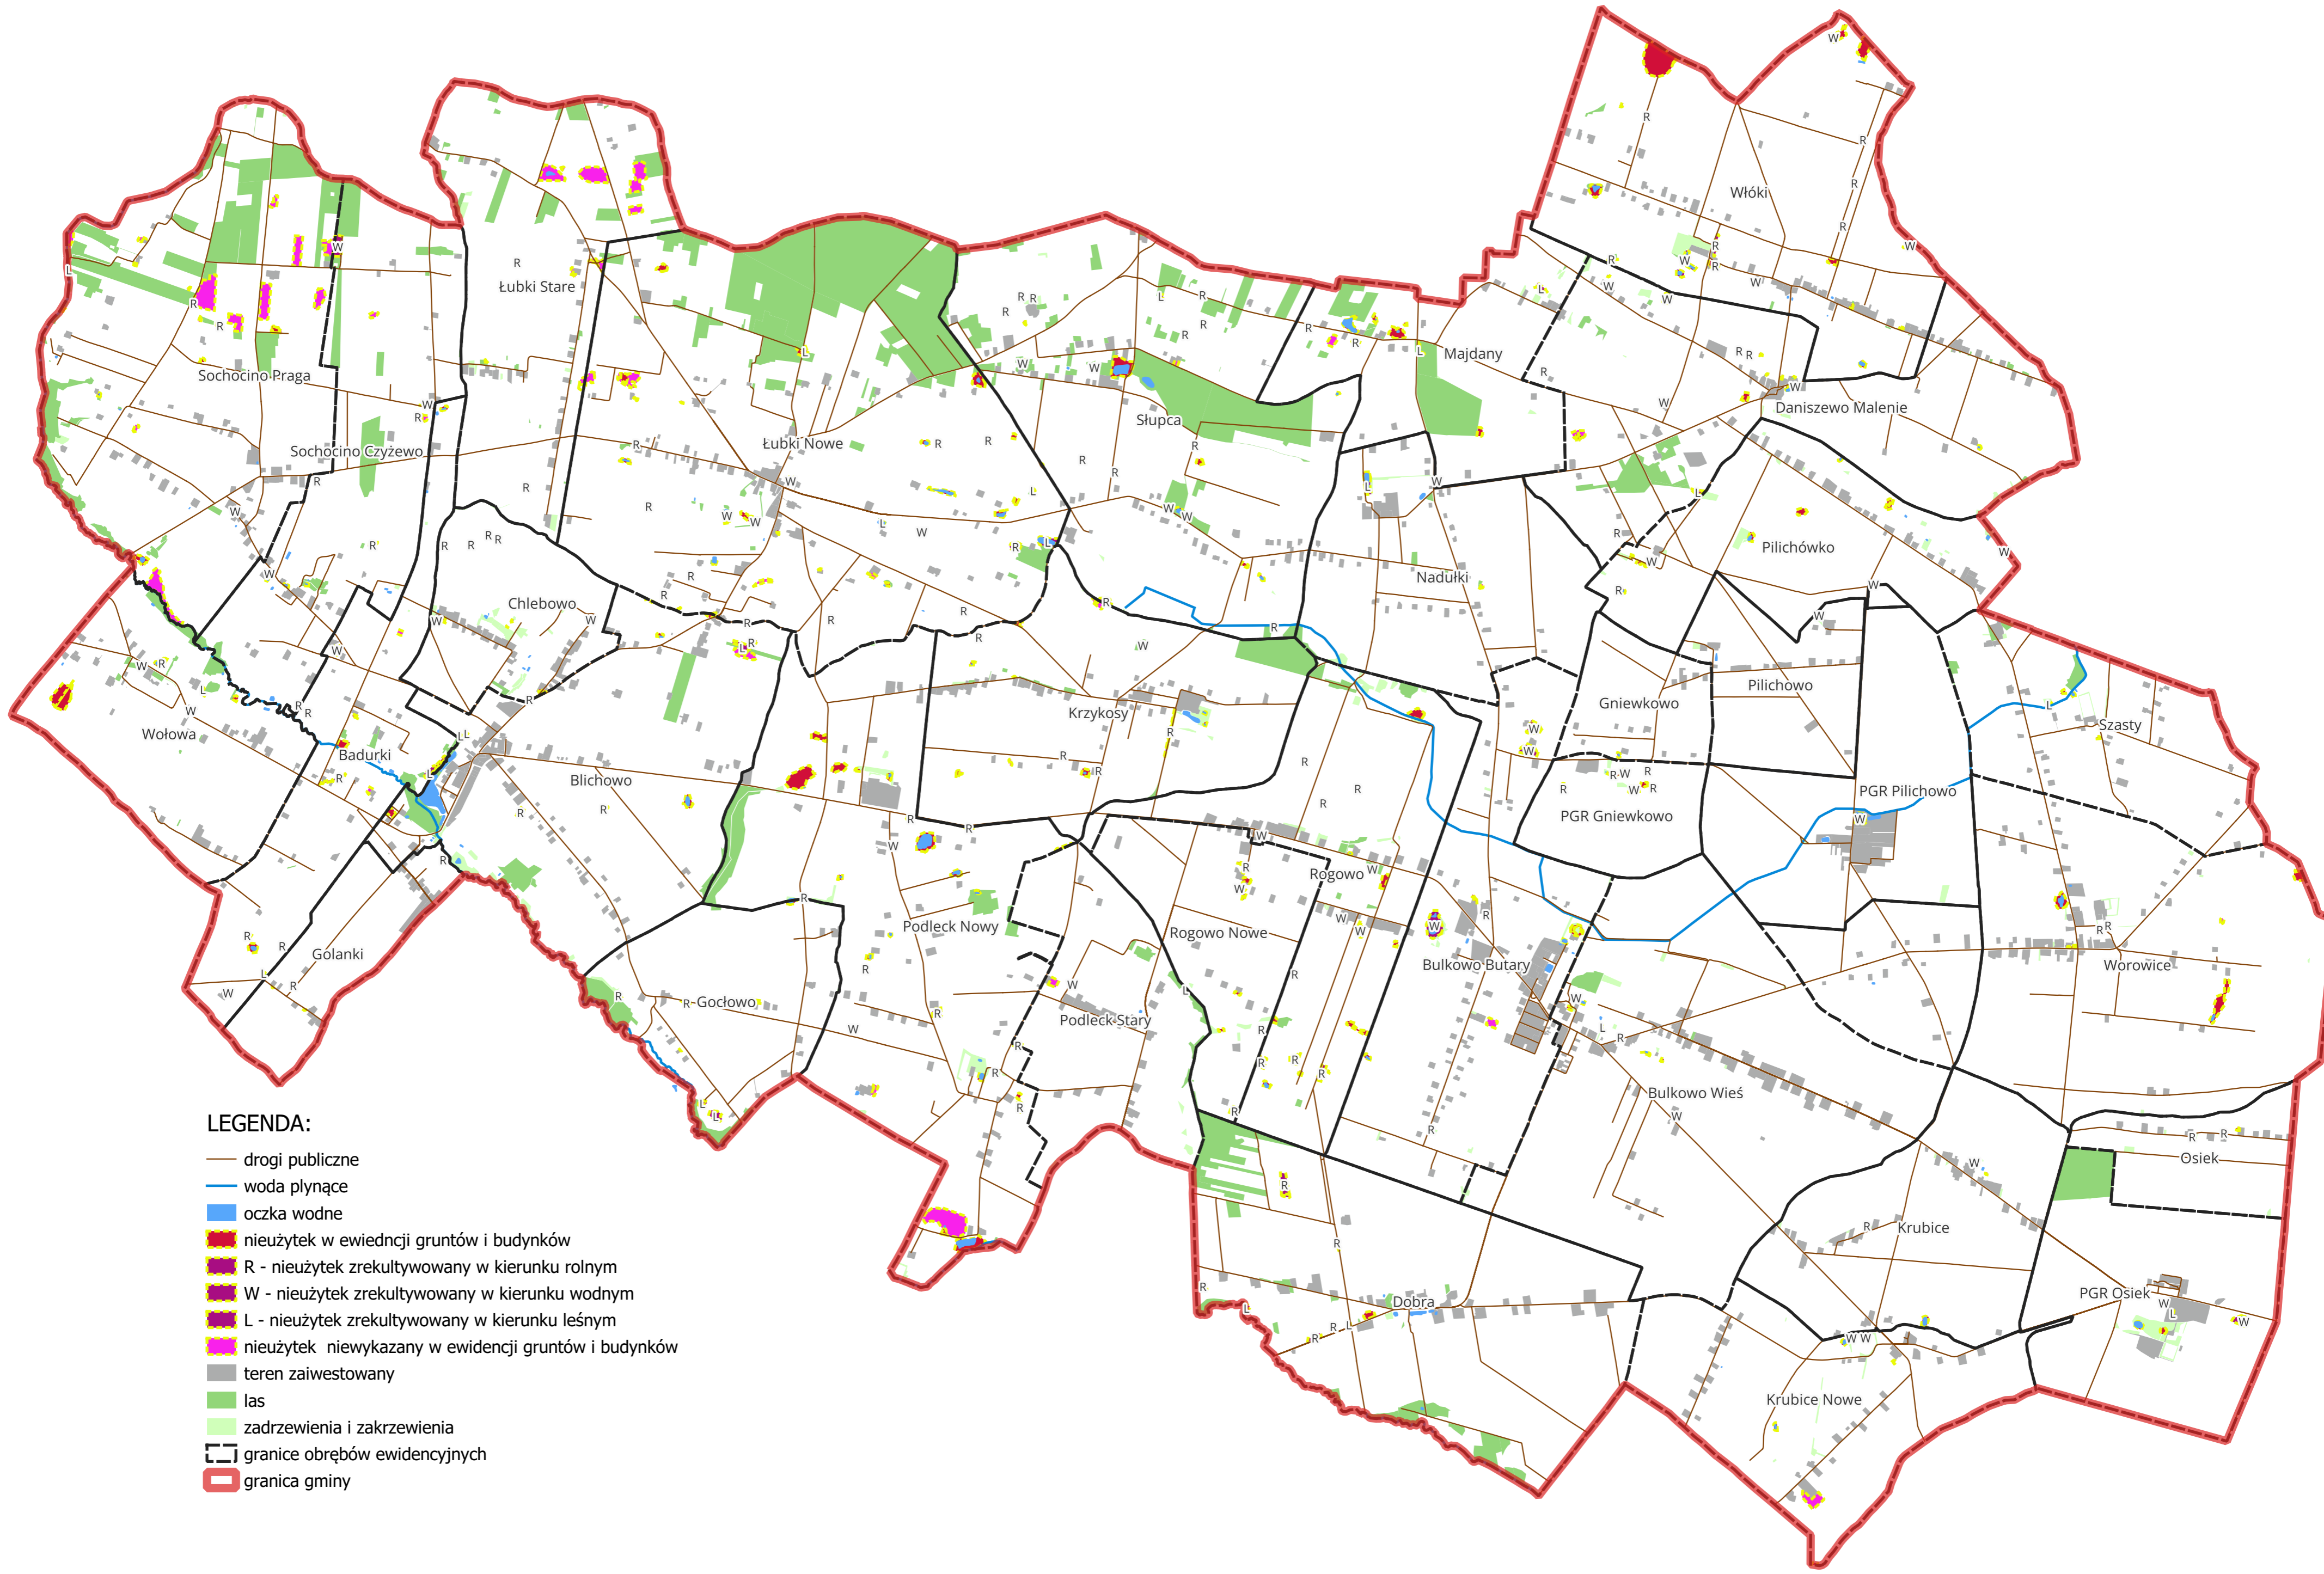 Włóki
Łubki Stare
Majdany
Sochocino Praga
Daniszewo Malenie
Słupca
Łubki Nowe
Sochocino Czyżewo
Pilichówko
Nadułki
Chlebowo
Pilichowo
Gniewkowo
Krzykosy
Szasty
Wołowa
Badurki
Blichowo
PGR Pilichowo
PGR Gniewkowo
Rogowo
Podleck Nowy
Rogowo Nowe
Golanki
Bulkowo Butary
Worowice
Gocłowo
Podleck Stary
Bulkowo Wieś
Osiek
Krubice
PGR Osiek
Dobra
Krubice Nowe
LEGENDA:
drogi publiczne
woda plynące
oczka wodne
nieużytek w ewiedncji gruntów i budynków
R - nieużytek zrekultywowany w kierunku rolnym
W - nieużytek zrekultywowany w kierunku wodnym
L - nieużytek zrekultywowany w kierunku leśnym
nieużytek niewykazany w ewidencji gruntów i budynków
teren zaiwestowany
las
zadrzewienia i zakrzewienia
granice obrębów ewidencyjnych
granica gminy